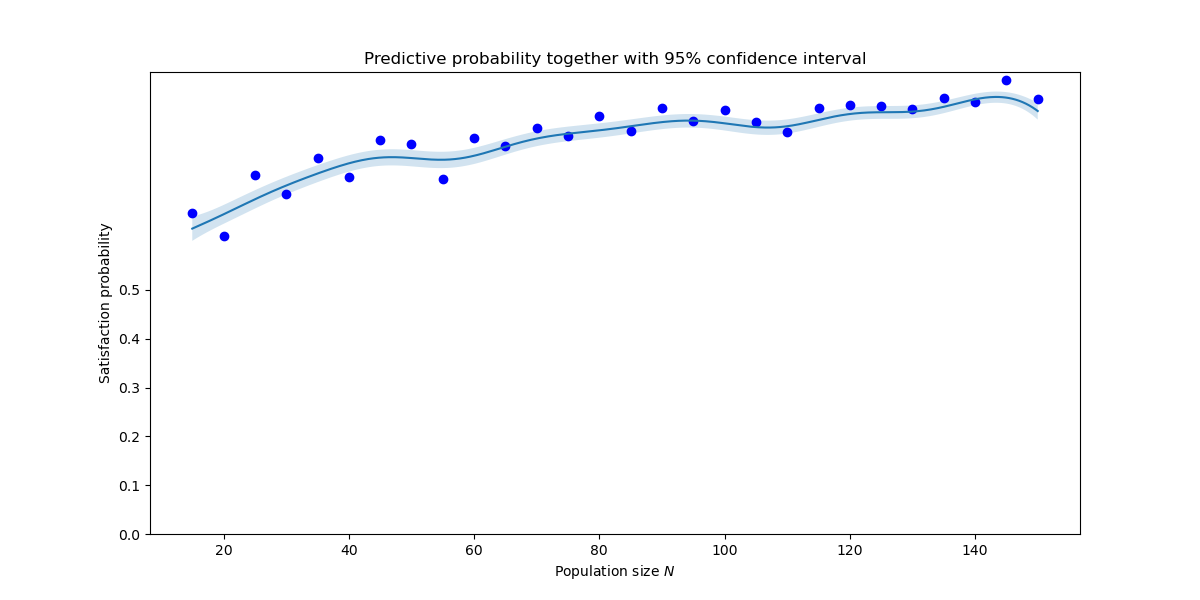 Predictive probability together with 95% confidence interval
Satisfaction probability
0.5
0.4
0.3
0.2
0.1
0.0
20 40 60 80 100 120 140
Population size N